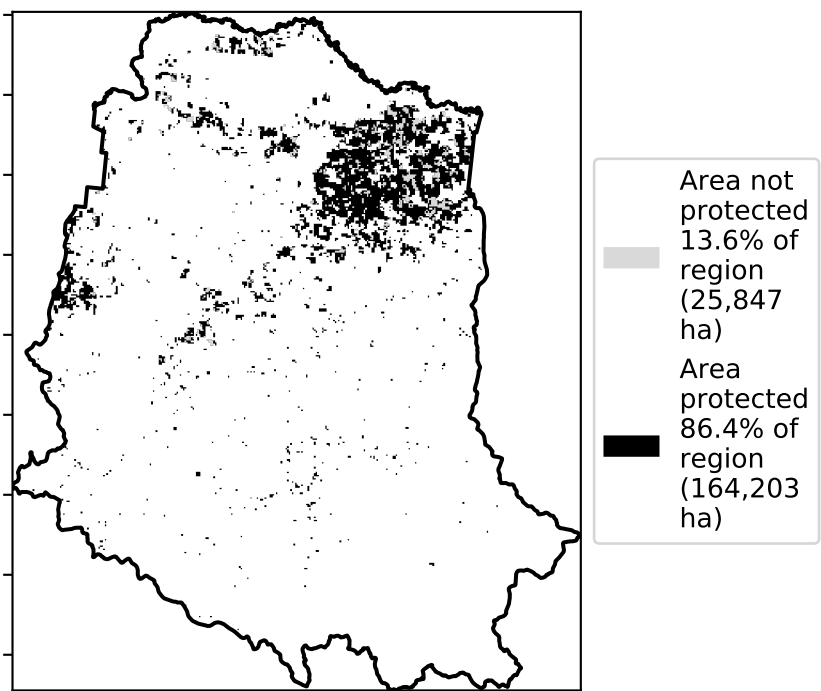 Area not
protected
13.6% of
region
(25,847
ha)
Area
protected
86.4% of
region
(164,203
ha)